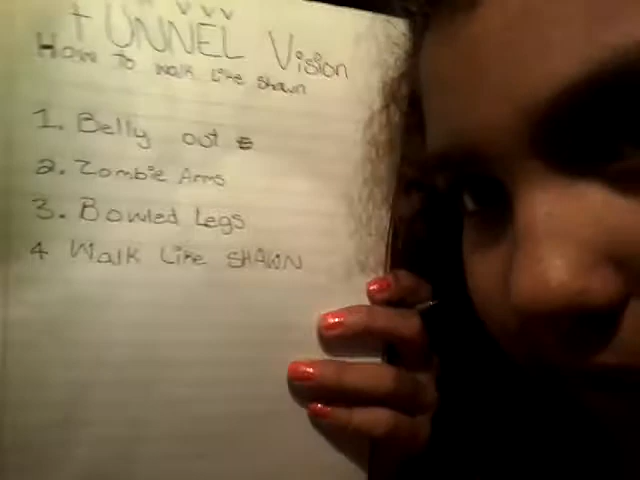 tUNNEL Vision
How To walk Like Shawn
1. Belly out
2. Zombie Arms
3. Bowled Legs
4 Walk Like SHAWN